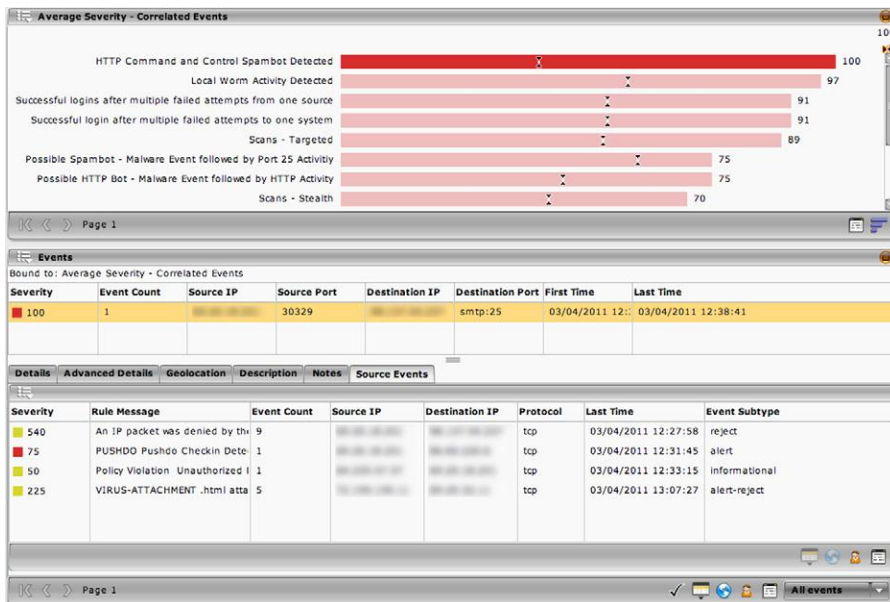 Average Severity - Correlated Events
10
HTTP Command and Control Spambot Detected 100
Local Worm Activity Detected 97
Successful logins after multiple failed attempts from one source 91
Successful login after multiple failed attempts to one system 91
Scans - Targeted 89
Possible Spambot - Malware Event followed by Port 25 Activitiy 75
Possible HTTP Bot - Malware Event followed by HTTP Activity 75
Scans - Stealth 70
Page 1
Events
Bound to: Average Severity - Correlated Events
Severity Event Count Source IP Source Port Destination IP Destination Port First Time Last Time
100 1 30329 smtp:25 03/04/2011 12: 03/04/2011 12:38:41
Details Advanced Details Geolocation Description Notes Source Events
Severity Rule Message Event Count Source IP Destination IP Protocol Last Time Event Subtype
540 An IP packet was denied by the 9 tcp 03/04/2011 12:27:58 reject
75 PUSHDO Pushdo Checkin Dete 1 tcp 03/04/2011 12:31:45 alert
50 Policy Violation Unauthorized I 1 tcp 03/04/2011 12:33:15 informational
225 VIRUS-ATTACHMENT .html atta 5 tcp 03/04/2011 13:07:27 alert-reject
Page 1 All events